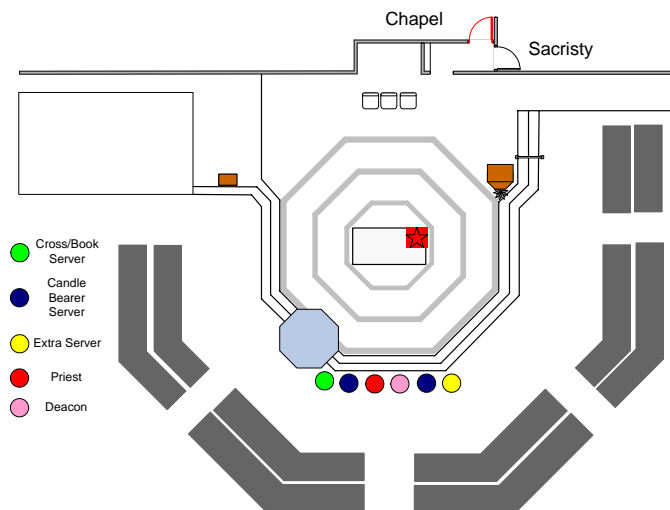 Chapel
Sacristy
Cross/Book
Server
Candle
Bearer
Server
Extra Server
Priest
Deacon